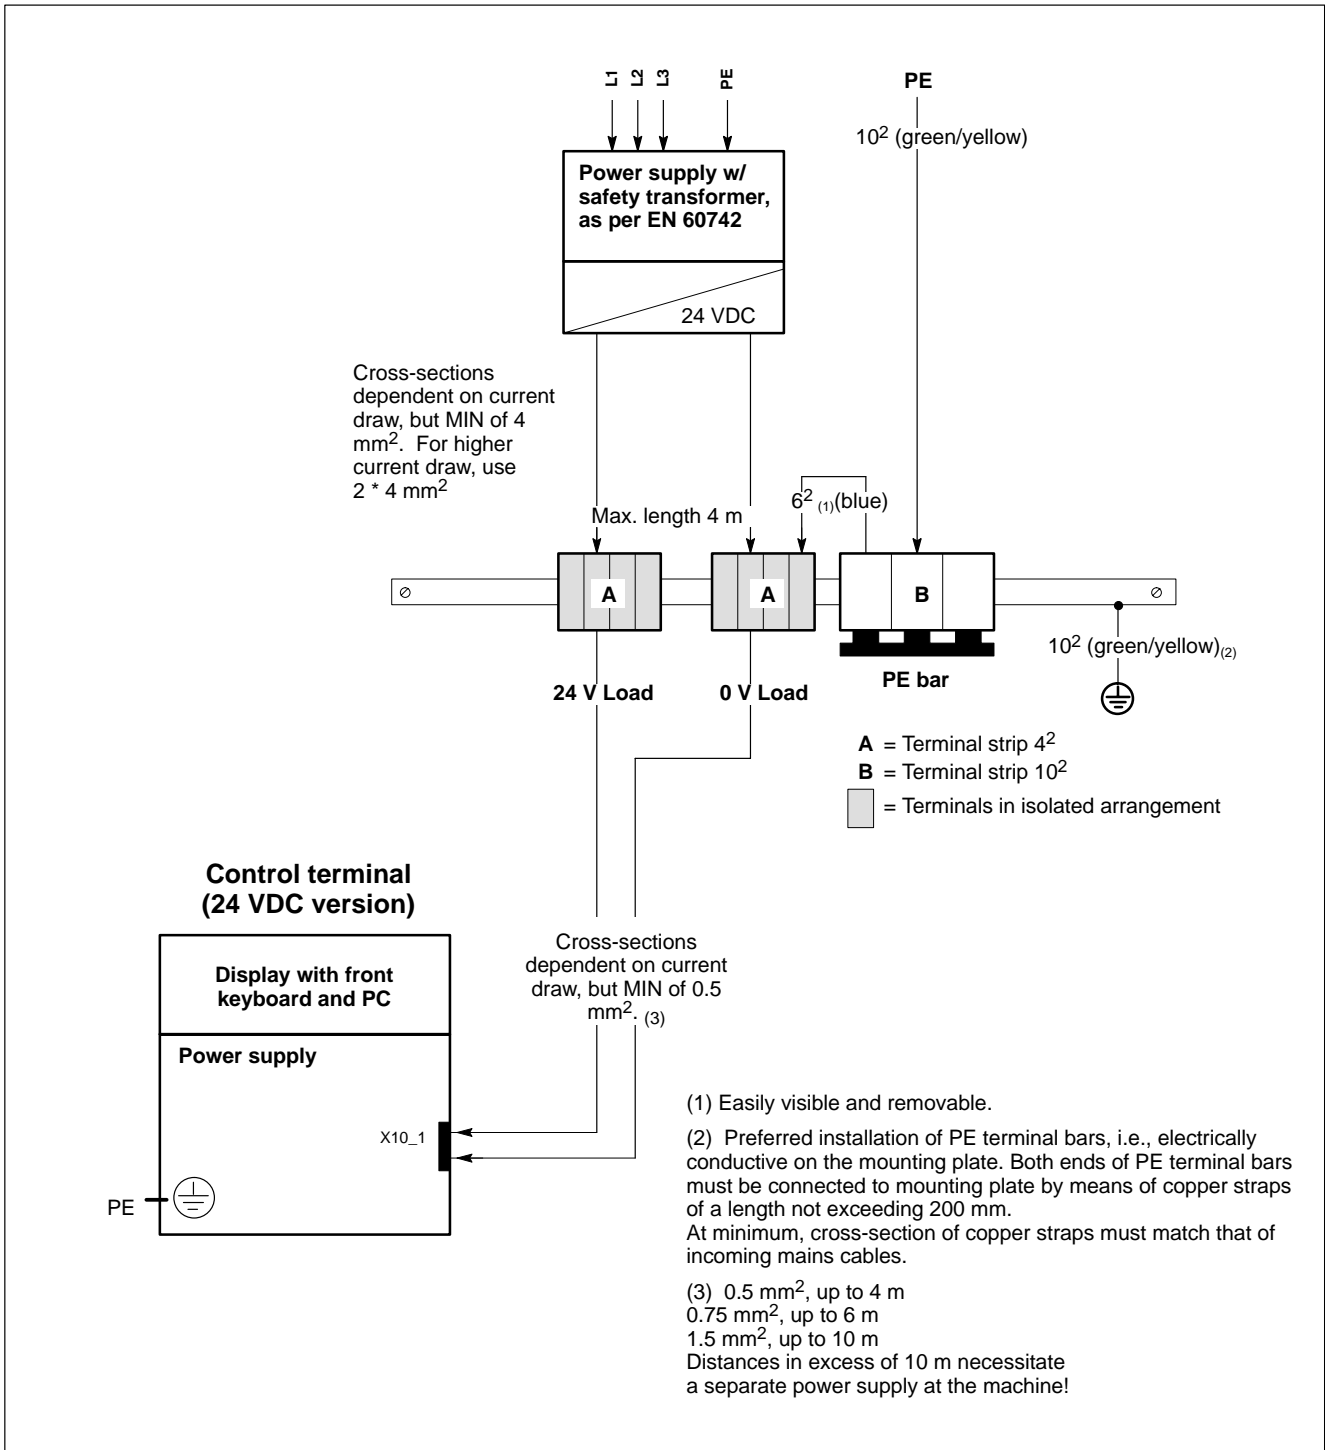 L1
L2
L3
PE
PE
10² (green/yellow)
Power supply w/
safety transformer,
as per EN 60742
24 VDC
Cross-sections
dependent on current
draw, but MIN of 4
mm². For higher
current draw, use
2 * 4 mm²
Max. length 4 m
6² (1)(blue)
A
A
B
10² (green/yellow)(2)
24 V Load
0 V Load
PE bar
A = Terminal strip 4²
B = Terminal strip 10²
= Terminals in isolated arrangement
Control terminal
(24 VDC version)
Display with front
keyboard and PC
Power supply
X10_1
PE
Cross-sections
dependent on current
draw, but MIN of 0.5
mm². (3)
(1) Easily visible and removable.
(2) Preferred installation of PE terminal bars, i.e., electrically
conductive on the mounting plate. Both ends of PE terminal bars
must be connected to mounting plate by means of copper straps
of a length not exceeding 200 mm.
At minimum, cross-section of copper straps must match that of
incoming mains cables.
(3) 0.5 mm², up to 4 m
0.75 mm², up to 6 m
1.5 mm², up to 10 m
Distances in excess of 10 m necessitate
a separate power supply at the machine!